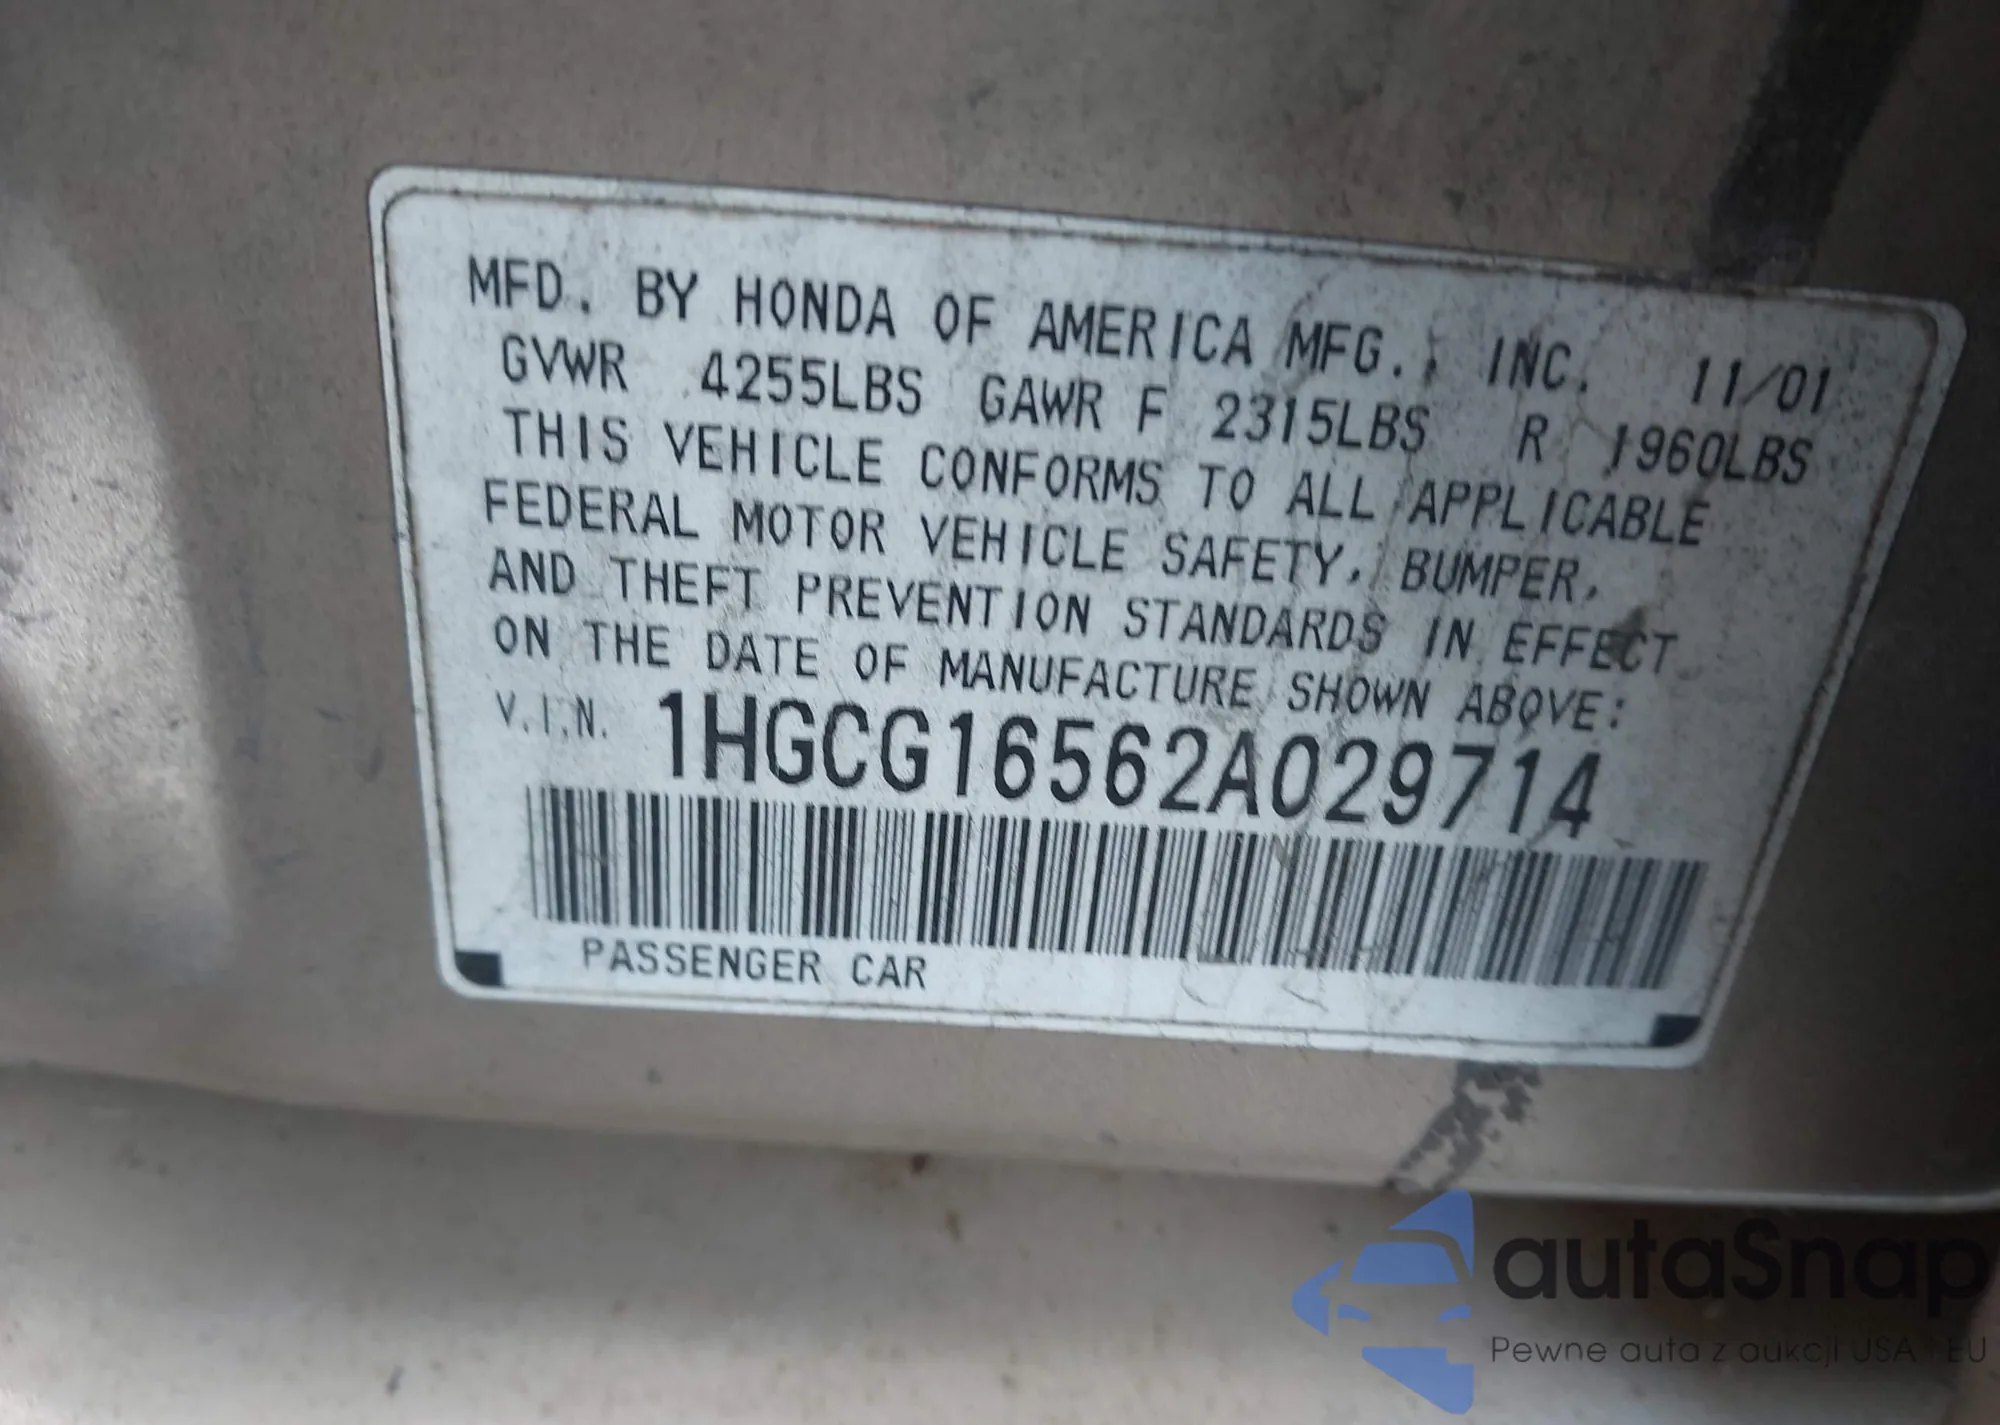 MFD. BY HONDA OF AMERICA MFG., INC. 11/01
GVWR 4255LBS GAWR F 2315LBS R 1960LBS
THIS VEHICLE CONFORMS TO ALL APPLICABLE
FEDERAL MOTOR VEHICLE SAFETY, BUMPER,
AND THEFT PREVENTION STANDARDS IN EFFECT
ON THE DATE OF MANUFACTURE SHOWN ABOVE:
V.I.N. 1HGCG16562A029714
PASSENGER CAR
autaSnap
Pewne auta z aukcji USA i EU